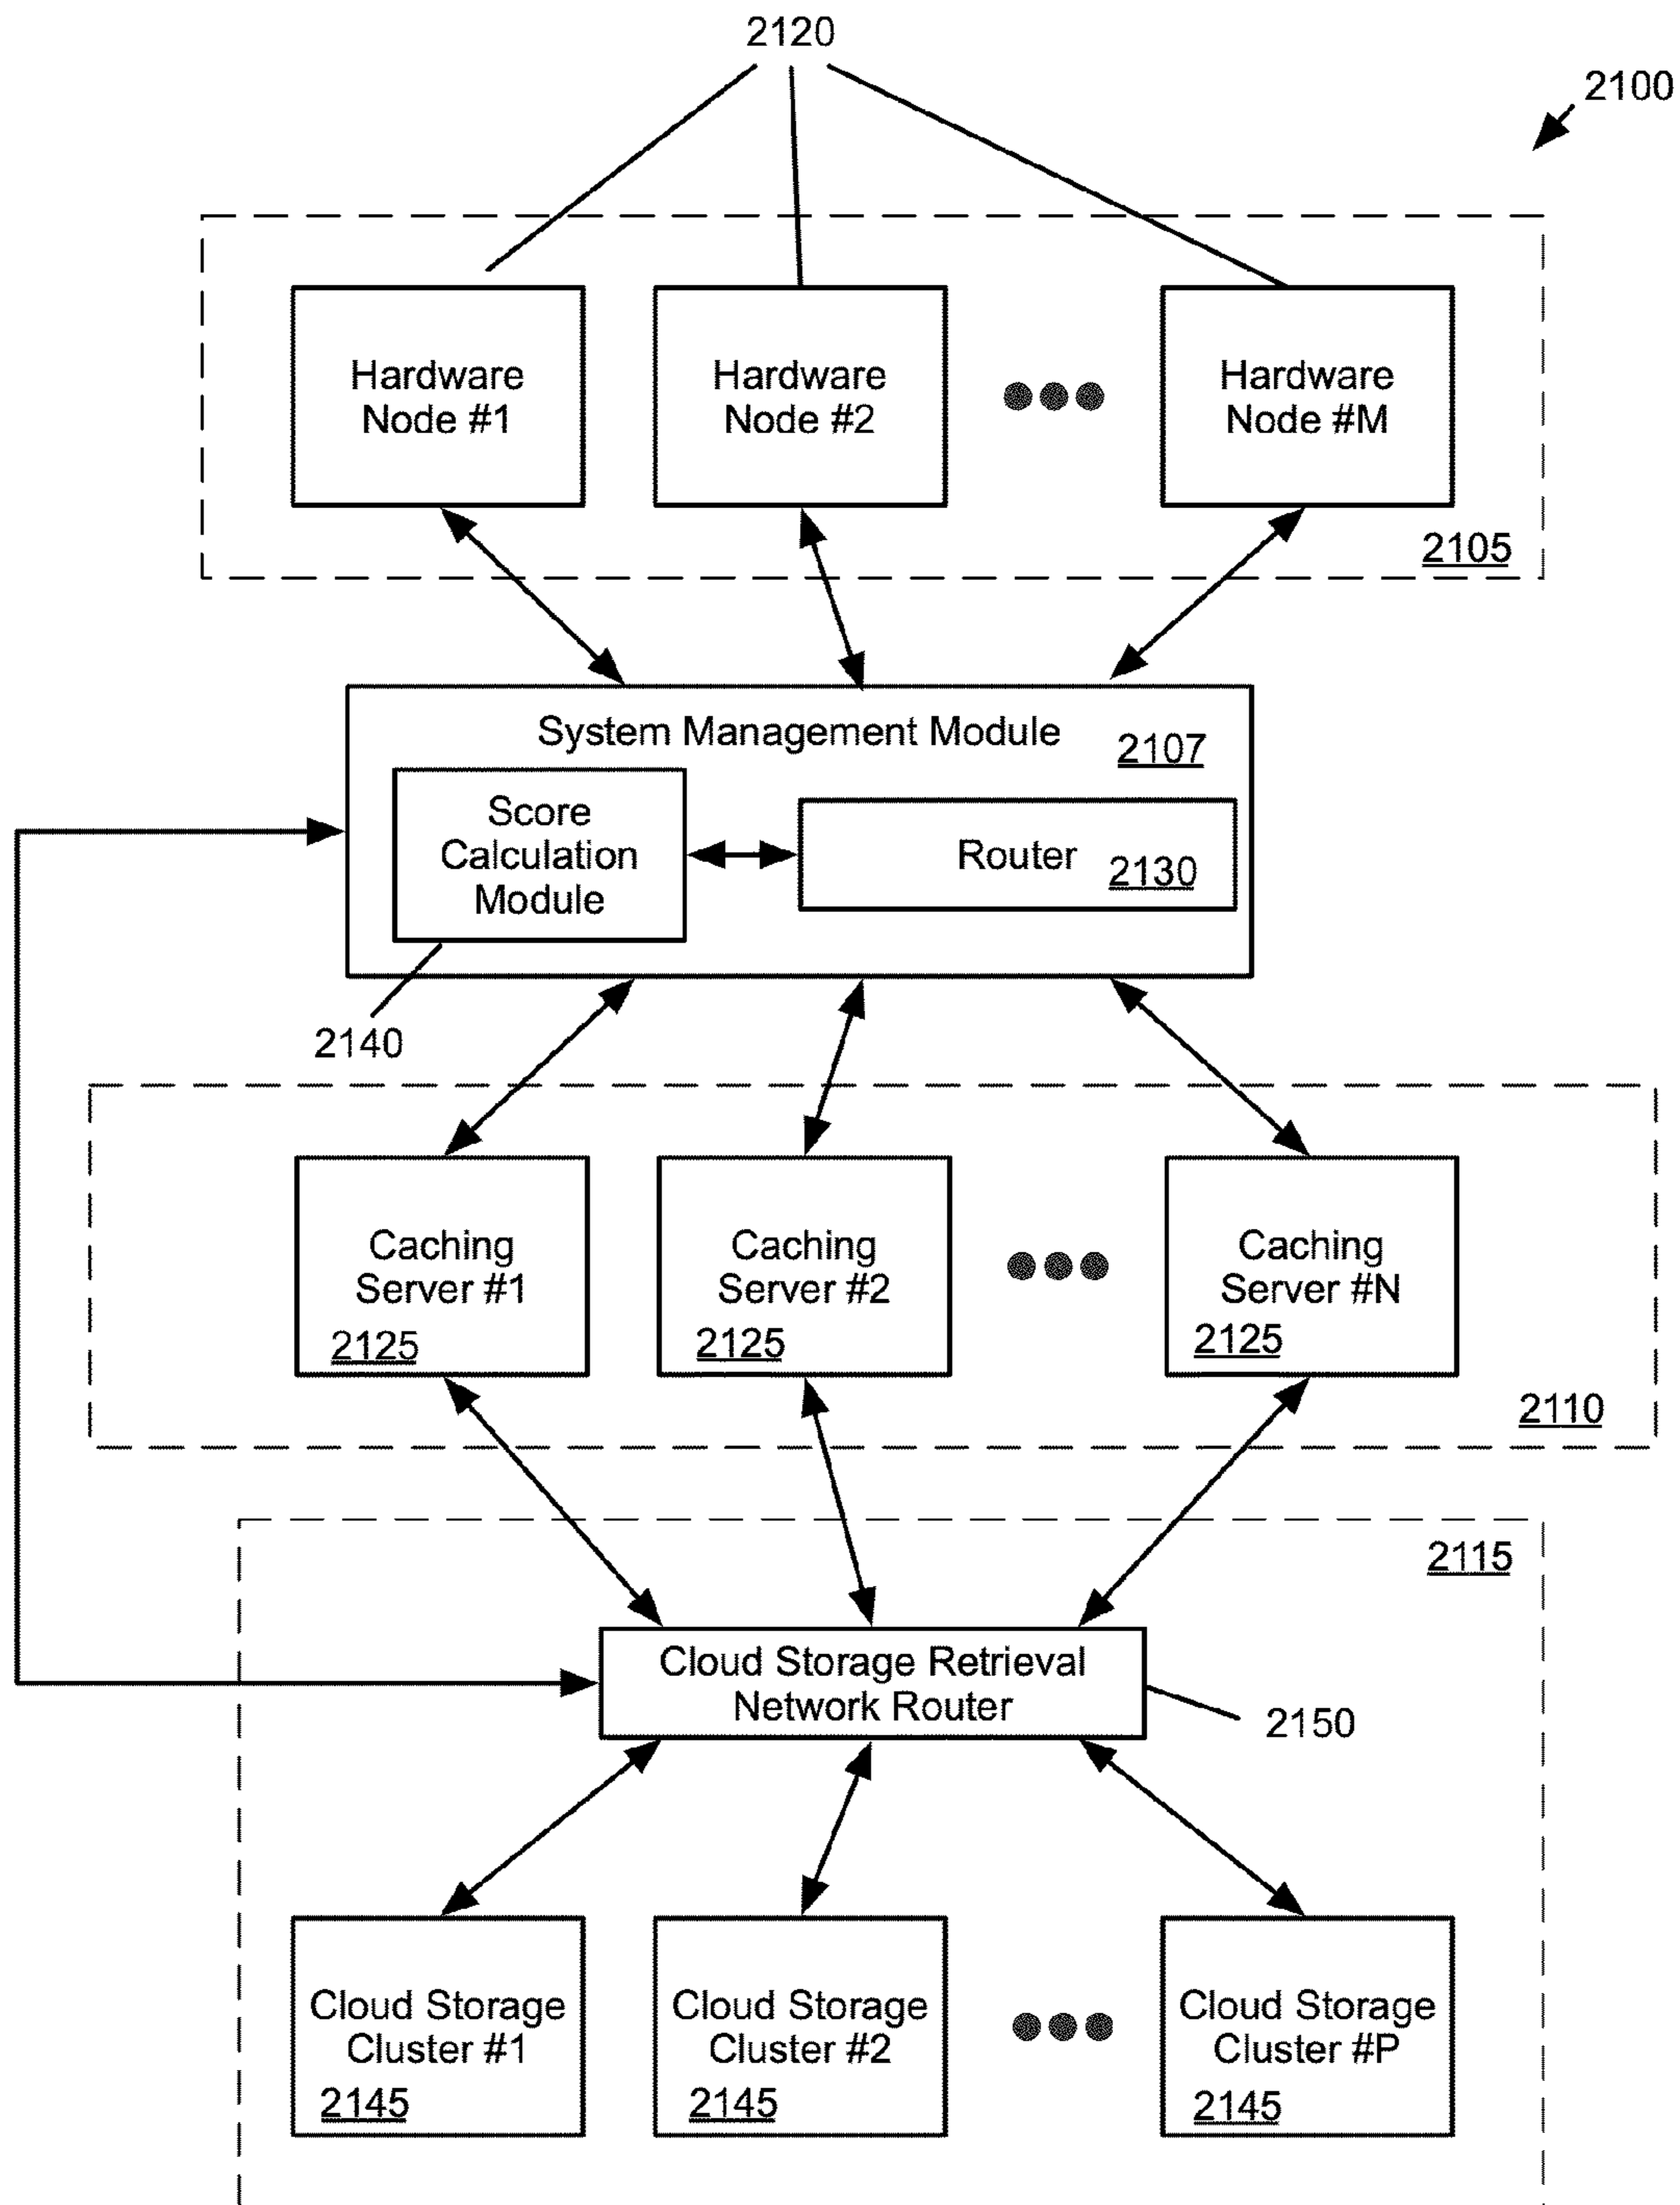 2120
2100
Hardware
Node #1
Hardware
Node #2
Hardware
Node #M
2105
System Management Module
2107
Score
Calculation
Module
Router
2130
2140
Caching
Server #1
2125
Caching
Server #2
2125
Caching
Server #N
2125
2110
2115
Cloud Storage Retrieval
Network Router
2150
Cloud Storage
Cluster #1
2145
Cloud Storage
Cluster #2
2145
Cloud Storage
Cluster #P
2145